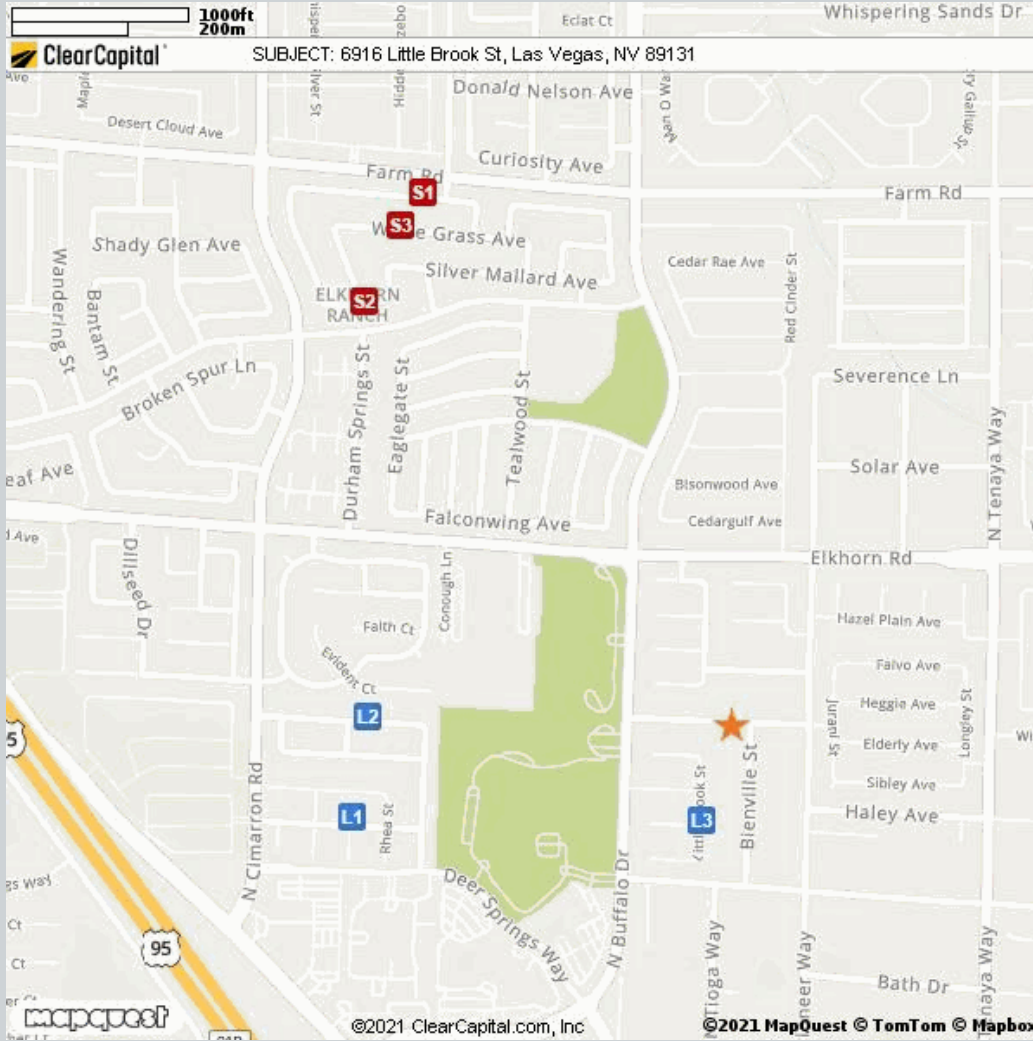 1000ft
200m
Eclat Ct
Whispering Sands Dr
ClearCapital
SUBJECT: 6916 Little Brook St, Las Vegas, NV 89131
Donald Nelson Ave
Desert Cloud Ave
Curiosity Ave
Farm Rd
S1
Farm Rd
S3
Grass Ave
Shady Glen Ave
Cedar Rae Ave
Silver Mallard Ave
Wandering St
Bantam St
Red Cinder St
S2
Broken Spur Ln
Durham Springs St
Eaglegate St
Tealwood St
Severence Ln
N Tenaya Way
Solar Ave
Bisonwood Ave
Falconwing Ave
Cedargulf Ave
Elkhorn Rd
Dillseed Dr
Conough Ln
Faith Ct
Evident Ct
Hazel Plain Ave
Falvo Ave
Heggie Ave
Jurani St
Longley St
L2
Elderly Ave
Sibley Ave
Bienville St
Haley Ave
L1
Rhea St
L3
N Cimarron Rd
Deer Springs Way
N Buffalo Dr
95
Tioga Way
Bath Dr
Tenaya Way
mapquest
©2021 ClearCapital.com, Inc
©2021 MapQuest © TomTom © Mapbox